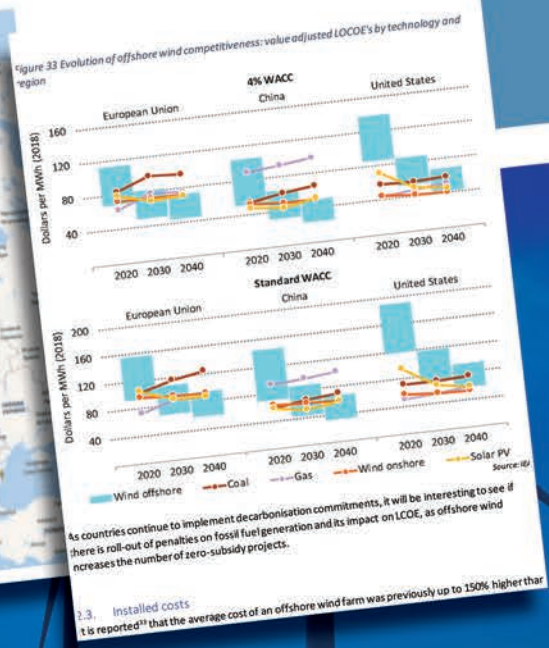 Figure 33 Evolution of offshore wind competitiveness: value adjusted LOCOE's by technology and
region
4% WACC
European Union
China
United States
Dollars per MWh (2018)
160
120
80
40
2020 2030 2040
2020 2030 2040
2020 2030 2040
Standard WACC
European Union
China
United States
Dollars per MWh (2018)
200
160
120
80
40
2020 2030 2040
2020 2030 2040
2020 2030 2040
Wind offshore
Coal
Gas
Wind onshore
Solar PV
Source: IEA
As countries continue to implement decarbonisation commitments, it will be interesting to see if
there is roll-out of penalties on fossil fuel generation and its impact on LCOE, as offshore wind
increases the number of zero-subsidy projects.
2.3. Installed costs
t is reported³³ that the average cost of an offshore wind farm was previously up to 150% higher than